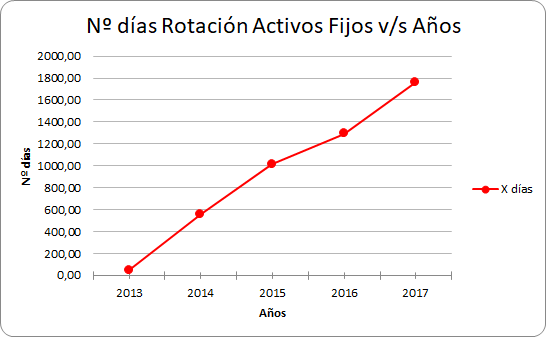 Nº días Rotación Activos Fijos v/s Años
2000,00
1800,00
1600,00
1400,00
1200,00
1000,00
800,00
600,00
400,00
200,00
0,00
Nº días
2013 2014 2015 2016 2017
Años
X días